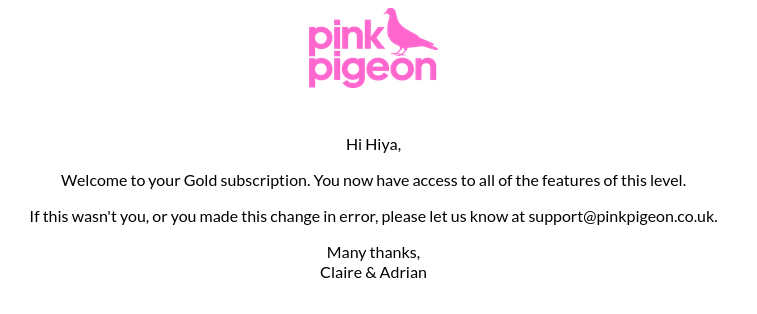 pink
pigeon
Hi Hiya,
Welcome to your Gold subscription. You now have access to all of the features of this level.
If this wasn't you, or you made this change in error, please let us know at support@pinkpigeon.co.uk.
Many thanks,
Claire & Adrian